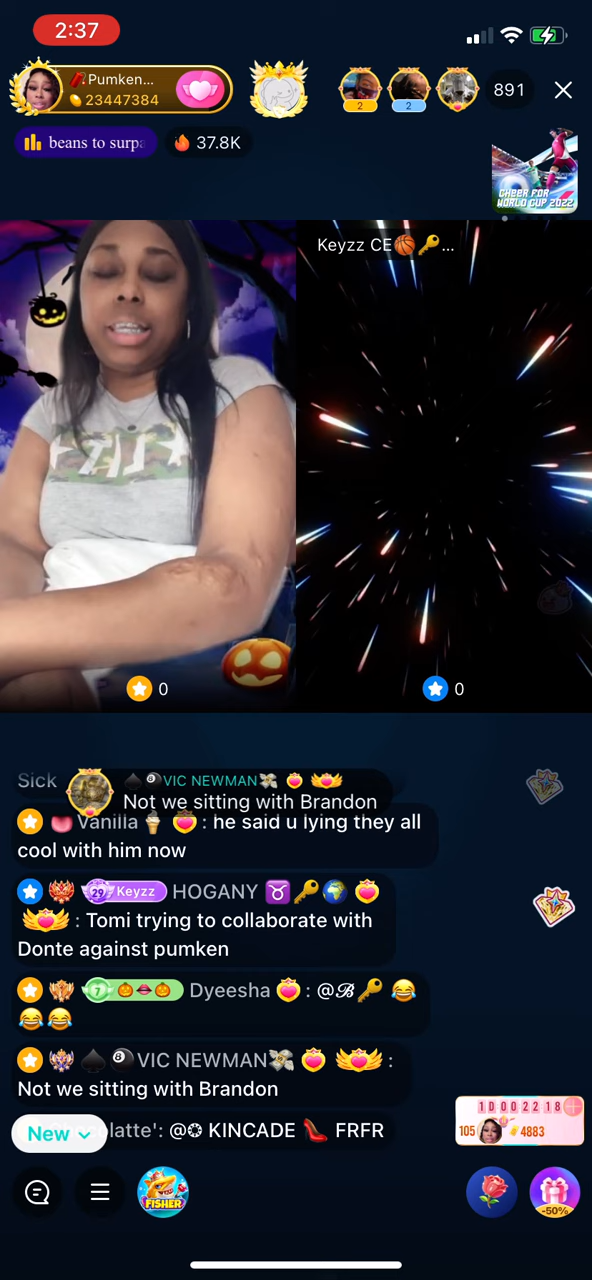 2:37
Pumken...
23447384
2
2
891
beans to surpa
37.8K
CHEER FOR
WORLD CUP 2022
Keyzz CE🏀🔑...
0
0
Sick
♠️🎱VIC NEWMAN💸
Not we sitting with Brandon
👅 Vanilla🍦 : he said u lying they all
cool with him now
29 Keyzz HOGANY ♉🔑🌍
: Tomi trying to collaborate with
Donte against pumken
7 🎃👄🎃 Dyeesha : @ℬ🔑 😂
😂😂
♠️🎱VIC NEWMAN💸 :
Not we sitting with Brandon
New
latte': @❂ KINCADE 👠 FRFR
1D 00 22 18
105 4883
FISHER
-50%